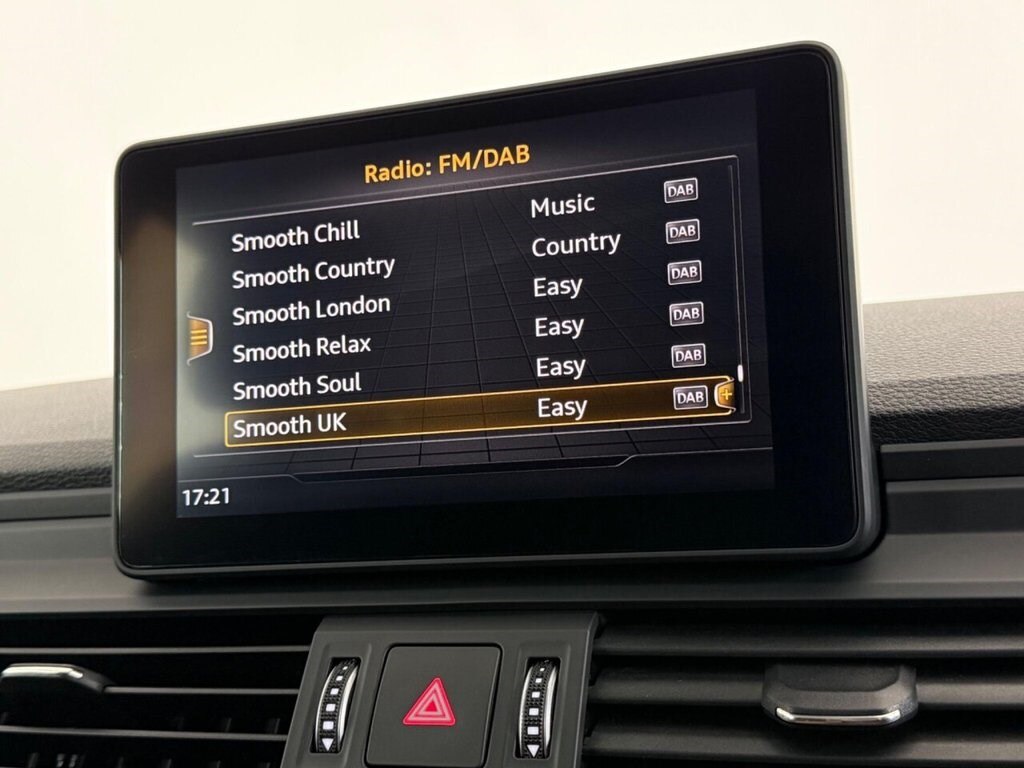 Radio: FM/DAB
Smooth Chill Music DAB
Smooth Country Country DAB
Smooth London Easy DAB
Smooth Relax Easy DAB
Smooth Soul Easy DAB
Smooth UK Easy DAB +
17:21